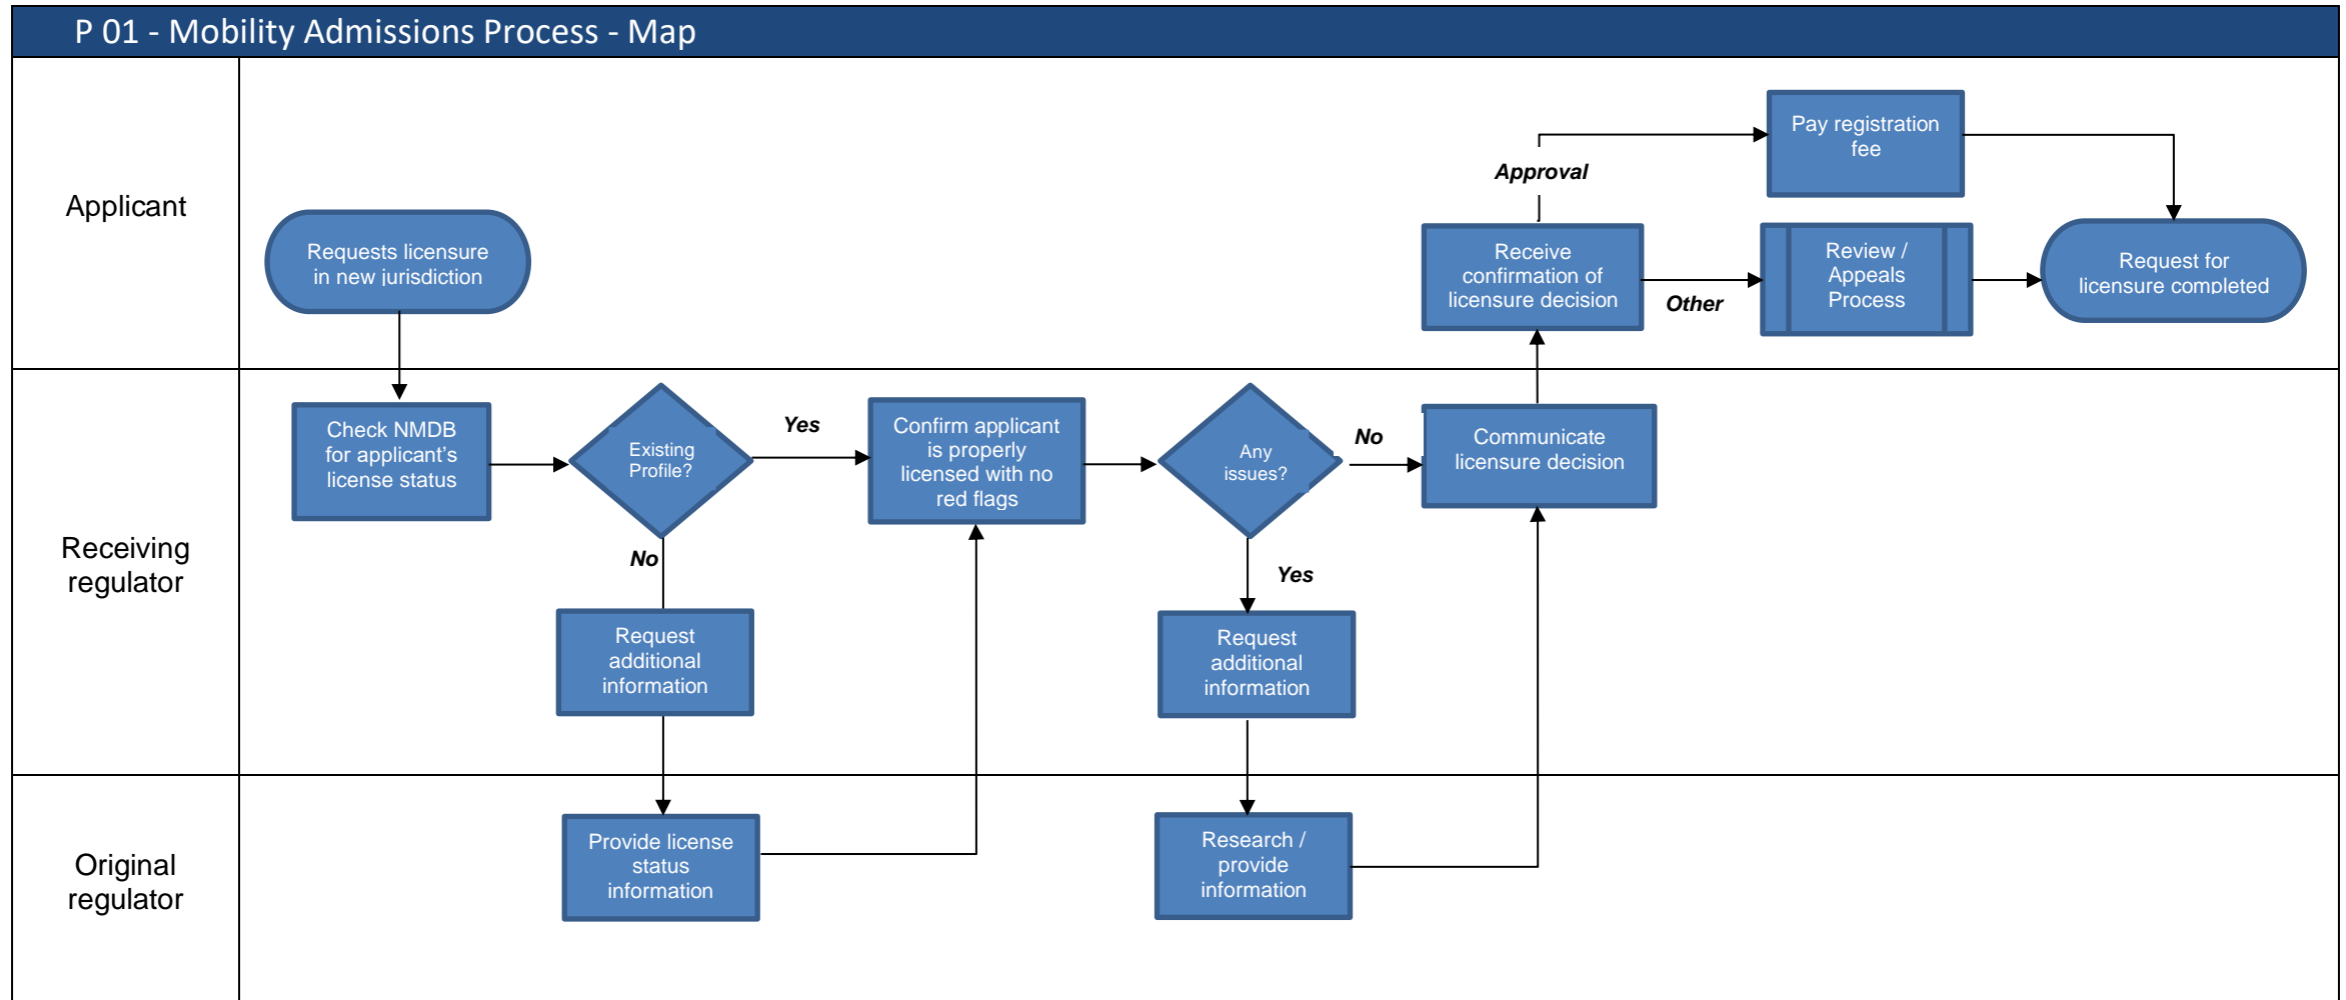 P 01 - Mobility Admissions Process - Map
Applicant
Requests licensure
in new jurisdiction
Approval
Pay registration
fee
Receive
confirmation of
licensure decision
Other
Review /
Appeals
Process
Request for
licensure completed
Receiving
regulator
Check NMDB
for applicant’s
license status
Existing
Profile?
Yes
No
Confirm applicant
is properly
licensed with no
red flags
Any
issues?
No
Yes
Communicate
licensure decision
Request
additional
information
Request
additional
information
Original
regulator
Provide license
status
information
Research /
provide
information